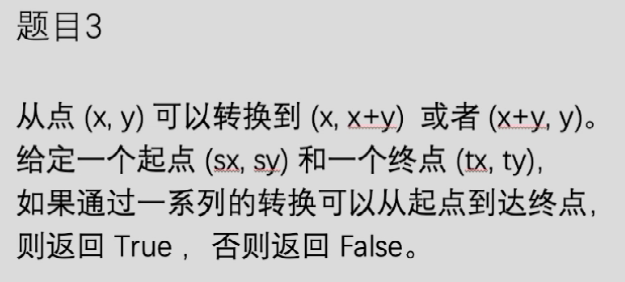 题目3
从点 (x, y) 可以转换到 (x, x+y) 或者 (x+y, y)。
给定一个起点 (sx, sy) 和一个终点 (tx, ty),
如果通过一系列的转换可以从起点到达终点,
则返回 True , 否则返回 False。